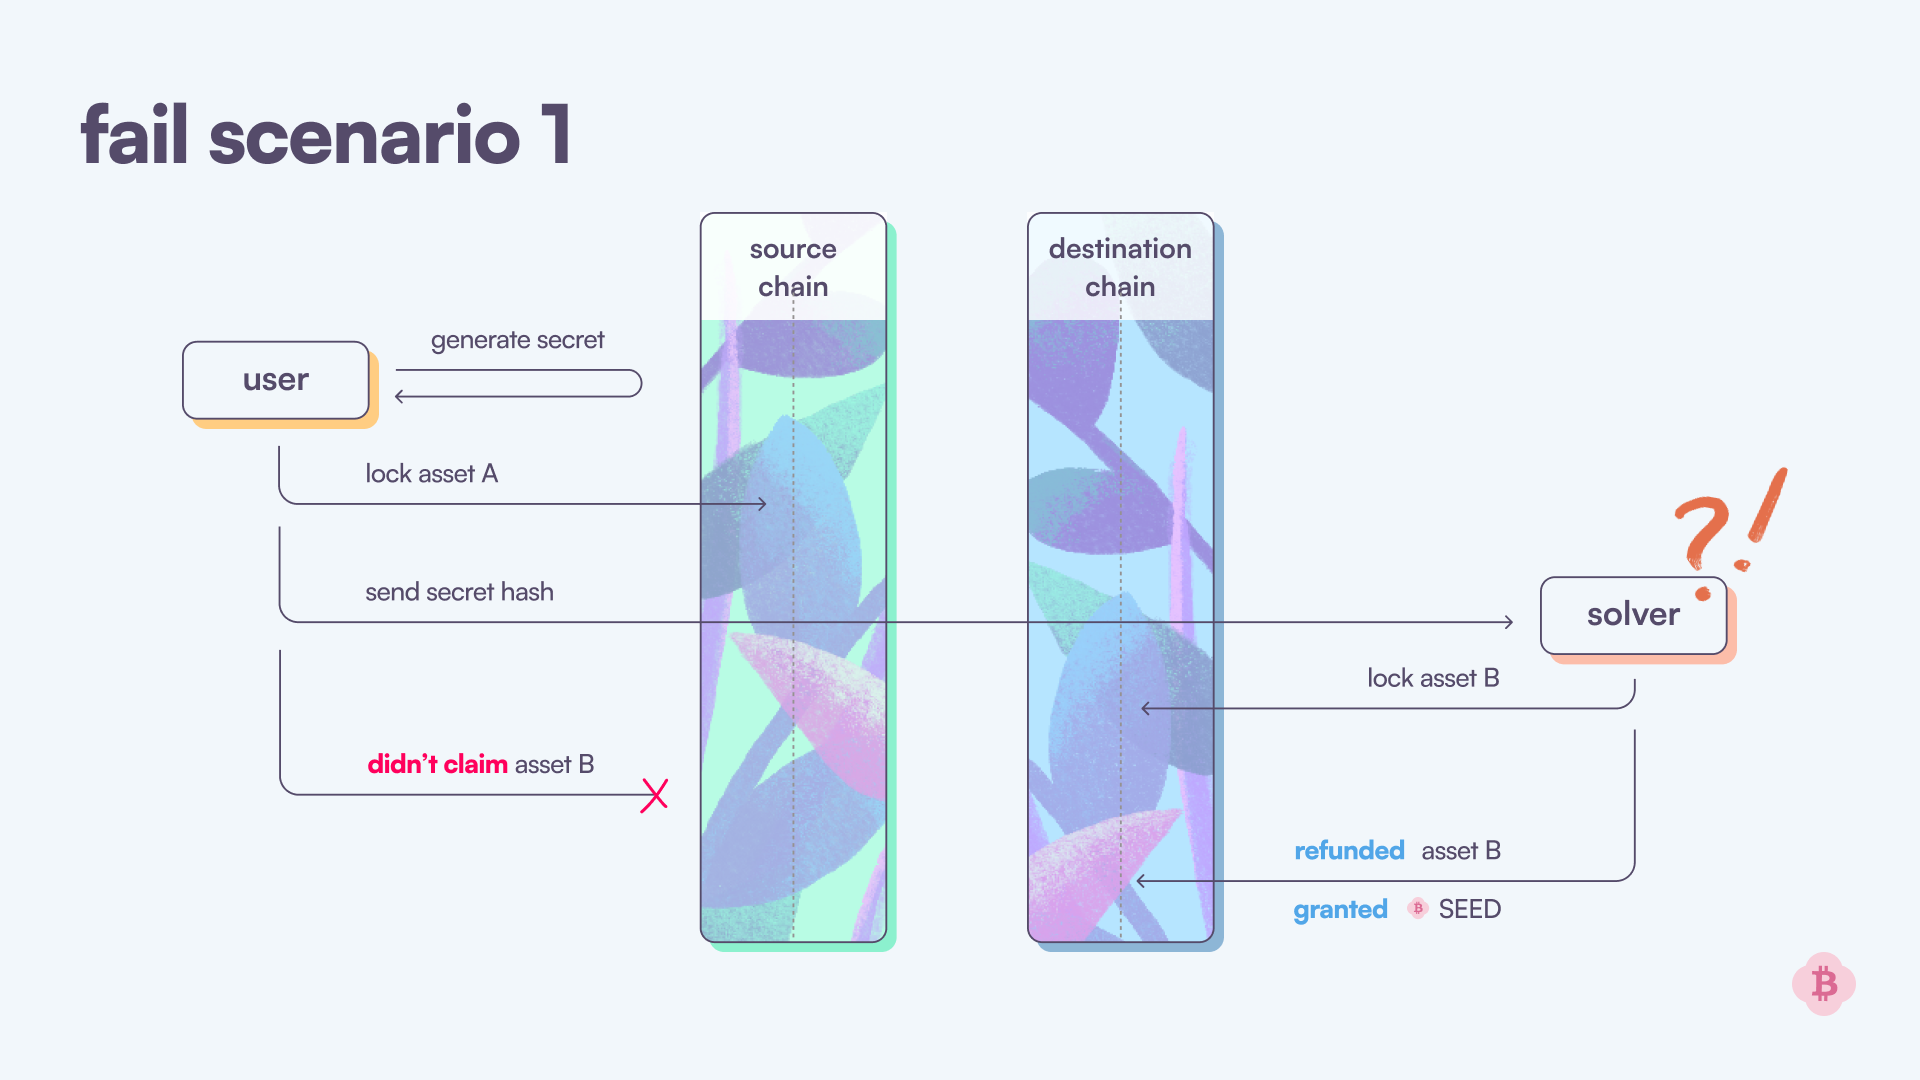 fail scenario 1
source
chain
destination
chain
generate secret
user
lock asset A
?!
send secret hash
solver
lock asset B
didn't claim asset B
refunded asset B
granted SEED